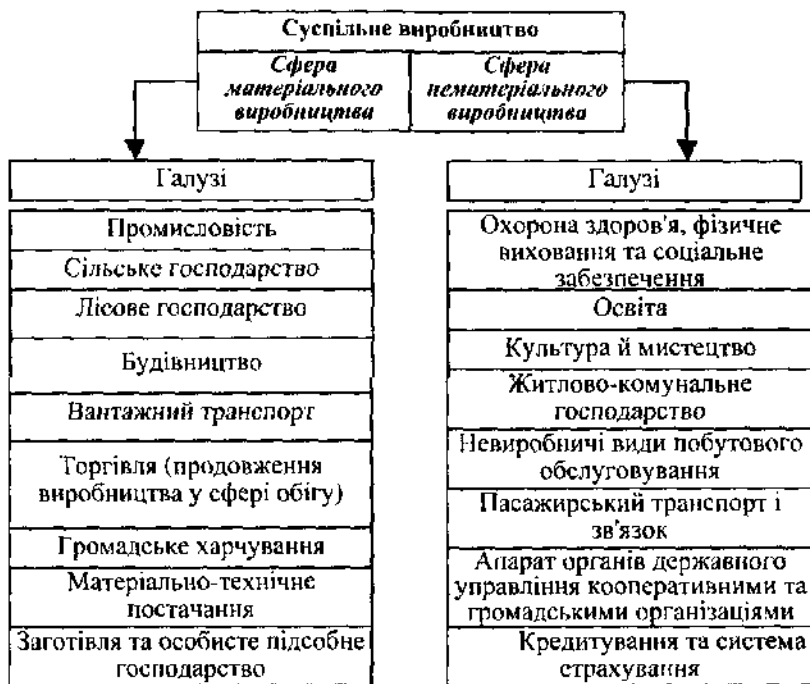 Суспільне виробництво
Сфера
матеріального
виробництва
Сфера
нематеріального
виробництва
Галузі
Промисловість
Сільське господарство
Лісове господарство
Будівництво
Вантажний транспорт
Торгівля (продовження
виробництва у сфері обігу)
Громадське харчування
Матеріально-технічне
постачання
Заготівля та особисте підсобне
господарство
Галузі
Охорона здоров'я, фізичне
виховання та соціальне
забезпечення
Освіта
Культура й мистецтво
Житлово-комунальне
господарство
Невиробничі види побутового
обслуговування
Пасажирський транспорт і
зв'язок
Апарат органів державного
управління кооперативними та
громадськими організаціями
Кредитування та система
страхування